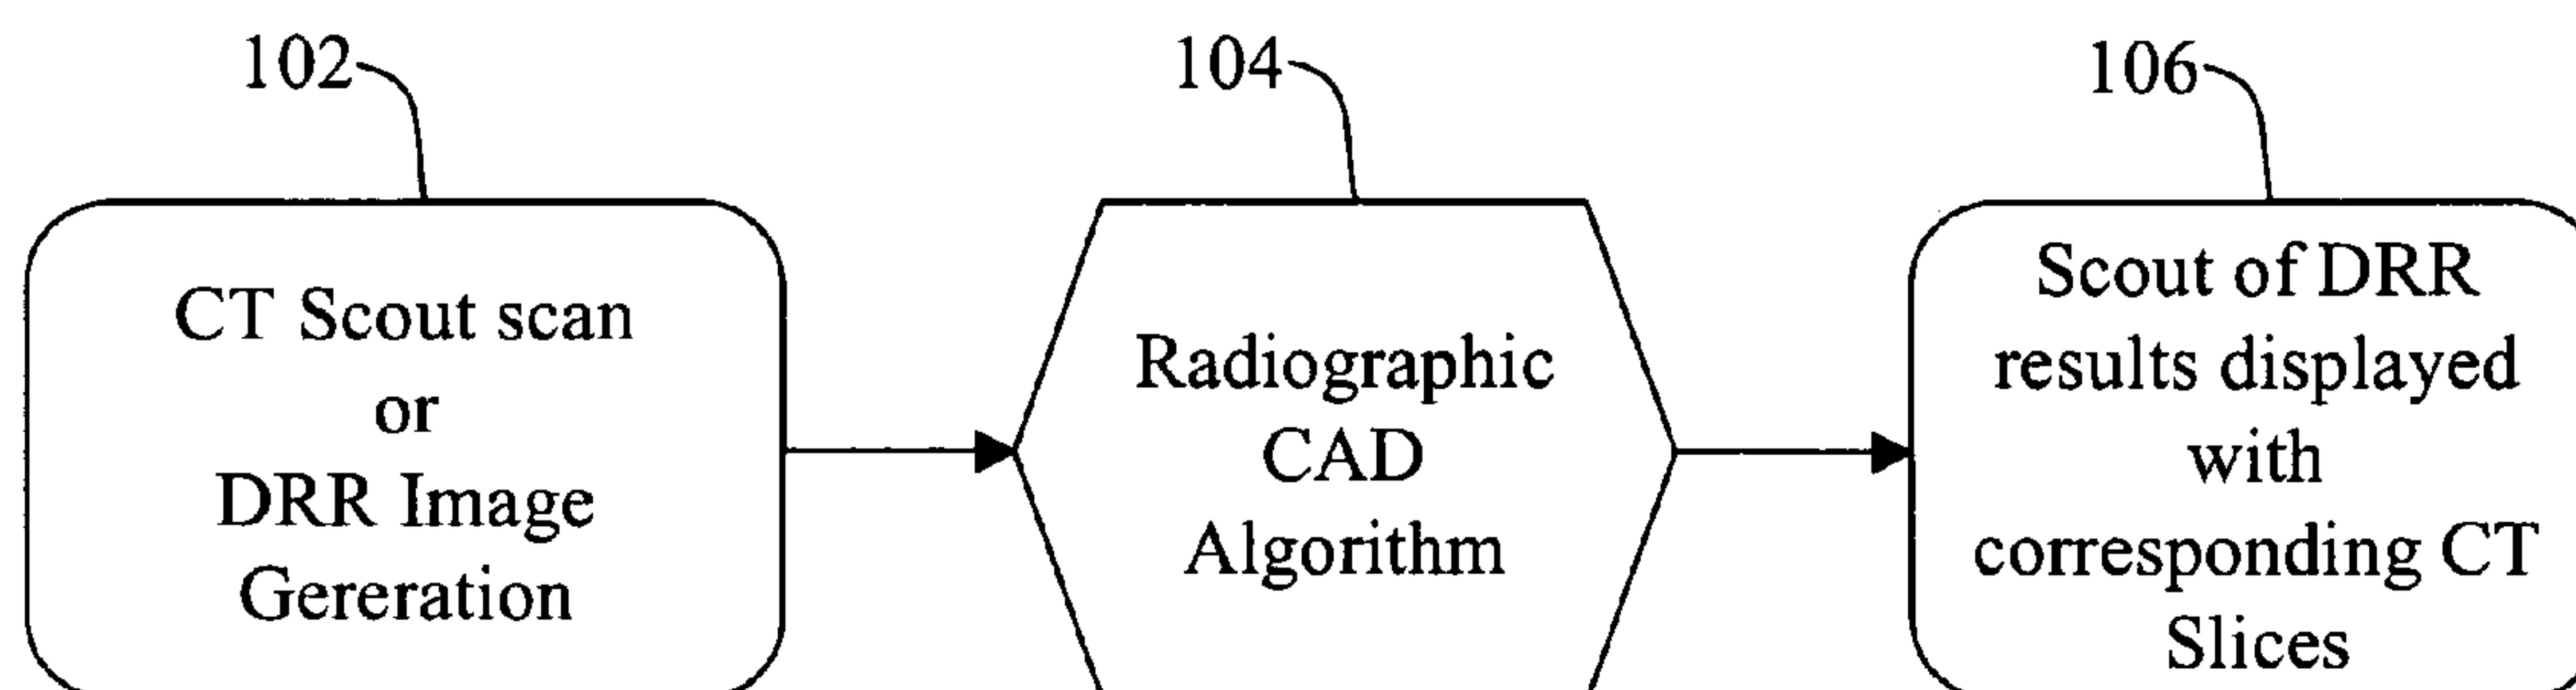 102
104
106
CT Scout scan
or
DRR Image
Gereration
Radiographic
CAD
Algorithm
Scout of DRR
results displayed
with
corresponding CT
Slices